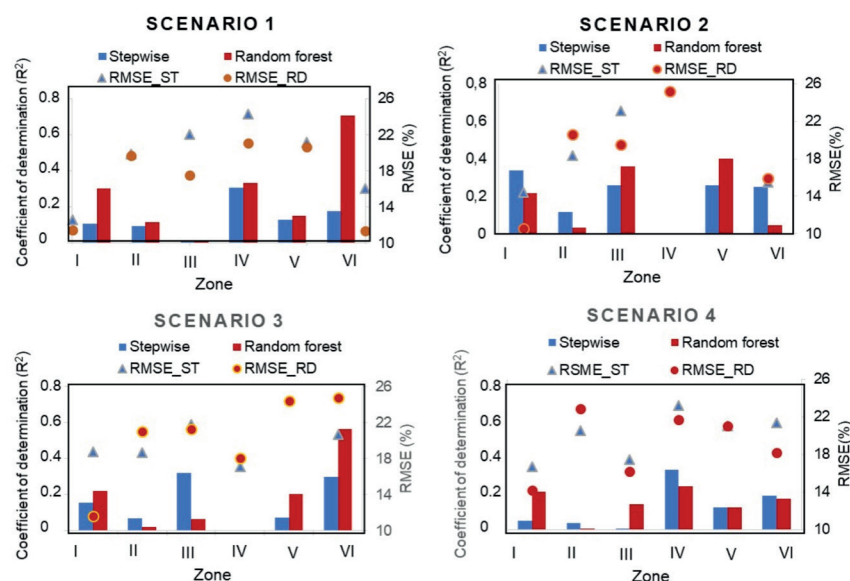 SCENARIO 1
Stepwise Random forest
RMSE_ST RMSE_RD
Coefficient of determination (R²)
0.8
0.6
0.4
0.2
0
26
22
18
14
10
RMSE (%)
I II III IV V VI
Zone
SCENARIO 2
Stepwise Random forest
RMSE_ST RMSE_RD
Coefficient of determination (R²)
0,8
0,6
0,4
0,2
0
26
22
18
14
10
RMSE(%)
I II III IV V VI
Zone
SCENARIO 3
Stepwise Random forest
RMSE_ST RMSE_RD
Coefficient of determination (R²)
0.8
0.6
0.4
0.2
0
26
22
18
14
10
RMSE (%)
I II III IV V VI
Zone
SCENARIO 4
Stepwise Random forest
RSME_ST RMSE_RD
Coefficient of determination (R²)
0.8
0.6
0.4
0.2
0
26
22
18
14
10
RMSE(%)
I II III IV V VI
Zone